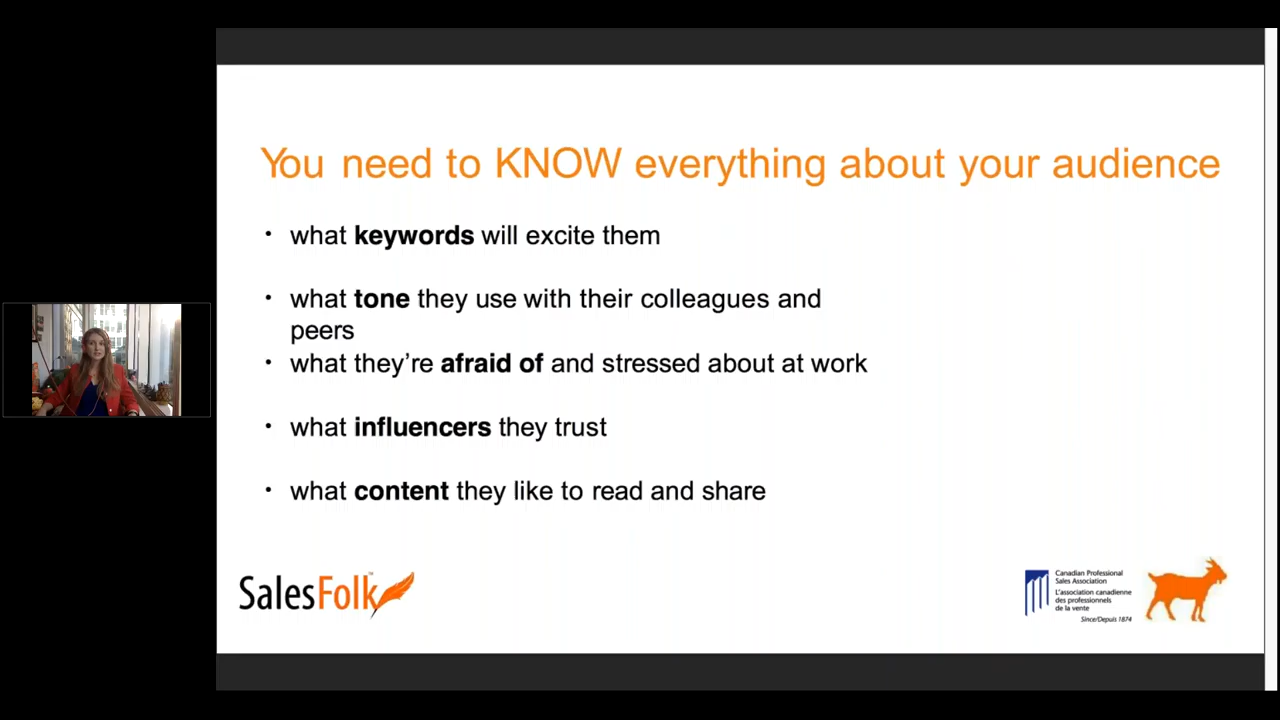 You need to KNOW everything about your audience
• what keywords will excite them
• what tone they use with their colleagues and
peers
• what they’re afraid of and stressed about at work
• what influencers they trust
• what content they like to read and share
SalesFolk™
Canadian Professional
Sales Association
L'association canadienne
des professionnels
de la vente
Since/Depuis 1874